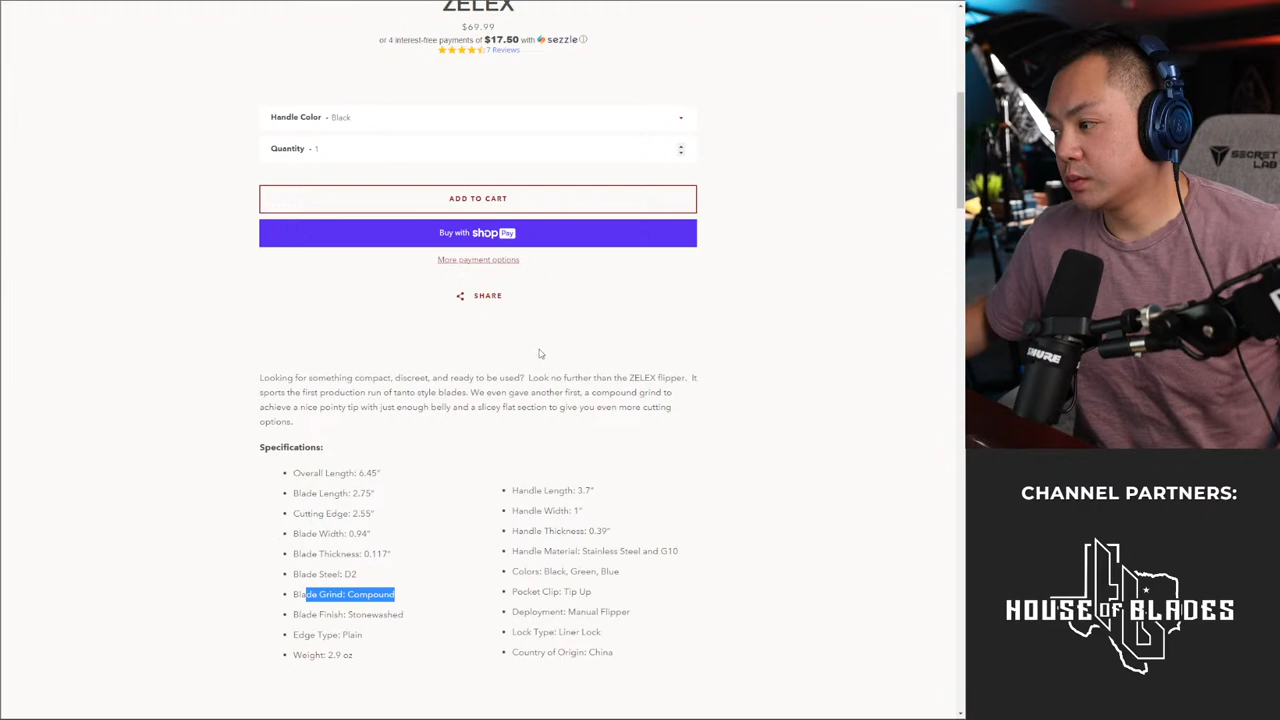 ZELEX
$69.99
or 4 interest-free payments of $17.50 with sezzle ⓘ
7 Reviews
Handle Color - Black
Quantity - 1
ADD TO CART
Buy with shop Pay
More payment options
SHARE
Looking for something compact, discreet, and ready to be used? Look no further than the ZELEX flipper. It
sports the first production run of tanto style blades. We even gave another first, a compound grind to
achieve a nice pointy tip with just enough belly and a slicey flat section to give you even more cutting
options.
Specifications:
• Overall Length: 6.45"
• Blade Length: 2.75"
• Cutting Edge: 2.55"
• Blade Width: 0.94"
• Blade Thickness: 0.117"
• Blade Steel: D2
• Blade Grind: Compound
• Blade Finish: Stonewashed
• Edge Type: Plain
• Weight: 2.9 oz
• Handle Length: 3.7"
• Handle Width: 1"
• Handle Thickness: 0.39"
• Handle Material: Stainless Steel and G10
• Colors: Black, Green, Blue
• Pocket Clip: Tip Up
• Deployment: Manual Flipper
• Lock Type: Liner Lock
• Country of Origin: China
SECRETLAB
SHURE
CHANNEL PARTNERS:
HOUSE OF BLADES